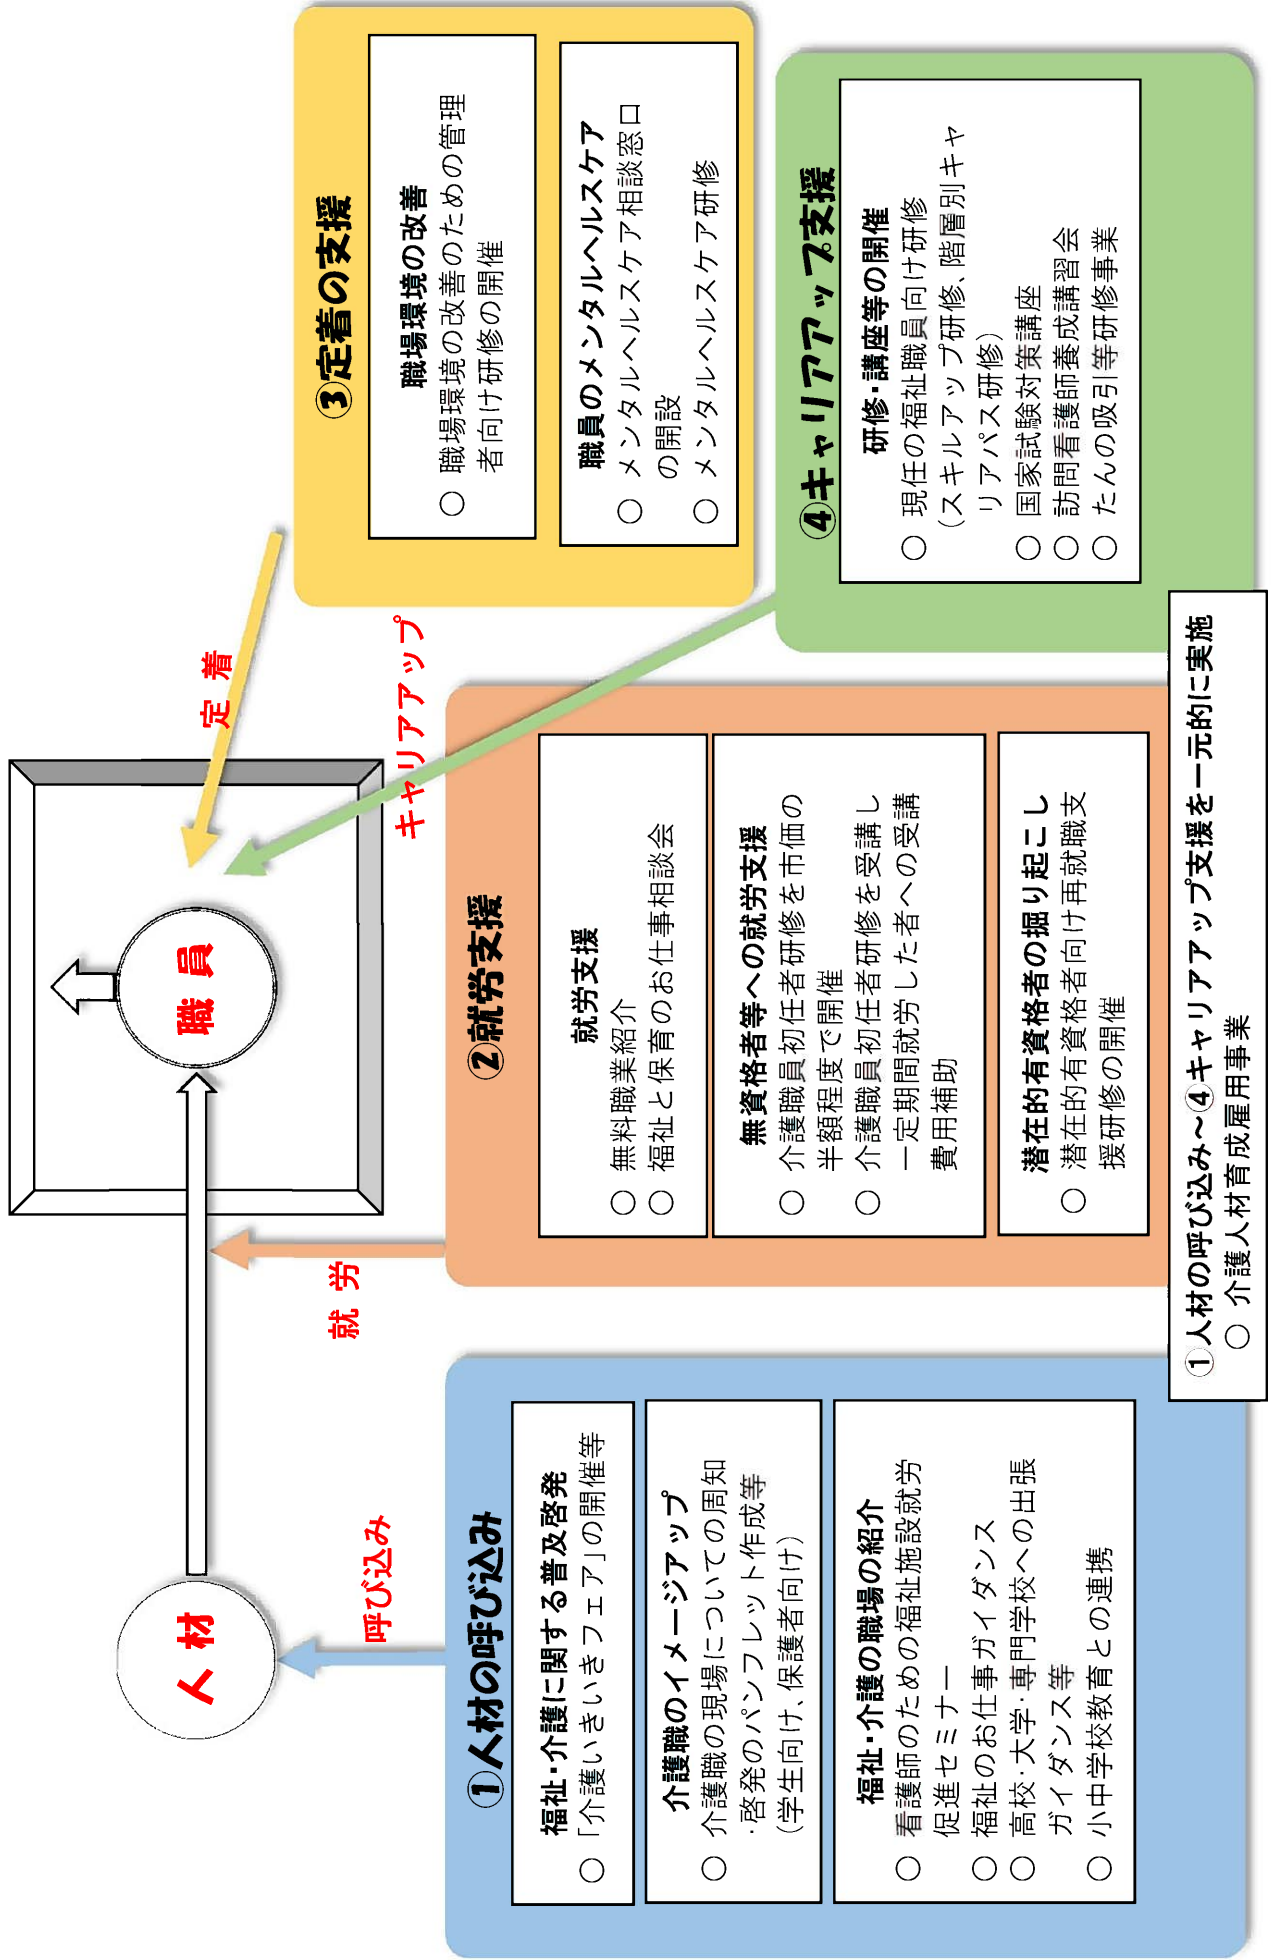 人 材
職 員
呼び込み
就 労
定 着
キャリアアップ
①人材の呼び込み
福祉・介護に関する普及啓発
○ 「介護いきいきフェア」の開催等
介護職のイメージアップ
○ 介護職の現場についての周知
・啓発のパンフレット作成等
（学生向け、保護者向け）
福祉・介護の職場の紹介
○ 看護師のための福祉施設就労
促進セミナー
○ 福祉のお仕事ガイダンス
○ 高校・大学・専門学校への出張
ガイダンス等
○ 小中学校教育との連携
②就労支援
就労支援
○ 無料職業紹介
○ 福祉と保育のお仕事相談会
無資格者等への就労支援
○ 介護職員初任者研修を市価の
半額程度で開催
○ 介護職員初任者研修を受講し
一定期間就労した者への受講
費用補助
潜在的有資格者の掘り起こし
○ 潜在的有資格者向け再就職支
援研修の開催
③定着の支援
職場環境の改善
○ 職場環境の改善のための管理
者向け研修の開催
職員のメンタルヘルスケア
○ メンタルヘルスケア相談窓口
の開設
○ メンタルヘルスケア研修
④キャリアアップ支援
研修・講座等の開催
○ 現任の福祉職員向け研修
（スキルアップ研修、階層別キャ
リアパス研修）
○ 国家試験対策講座
○ 訪問看護師養成講習会
○ たんの吸引等研修事業
①人材の呼び込み～④キャリアアップ支援を一元的に実施
○ 介護人材育成雇用事業